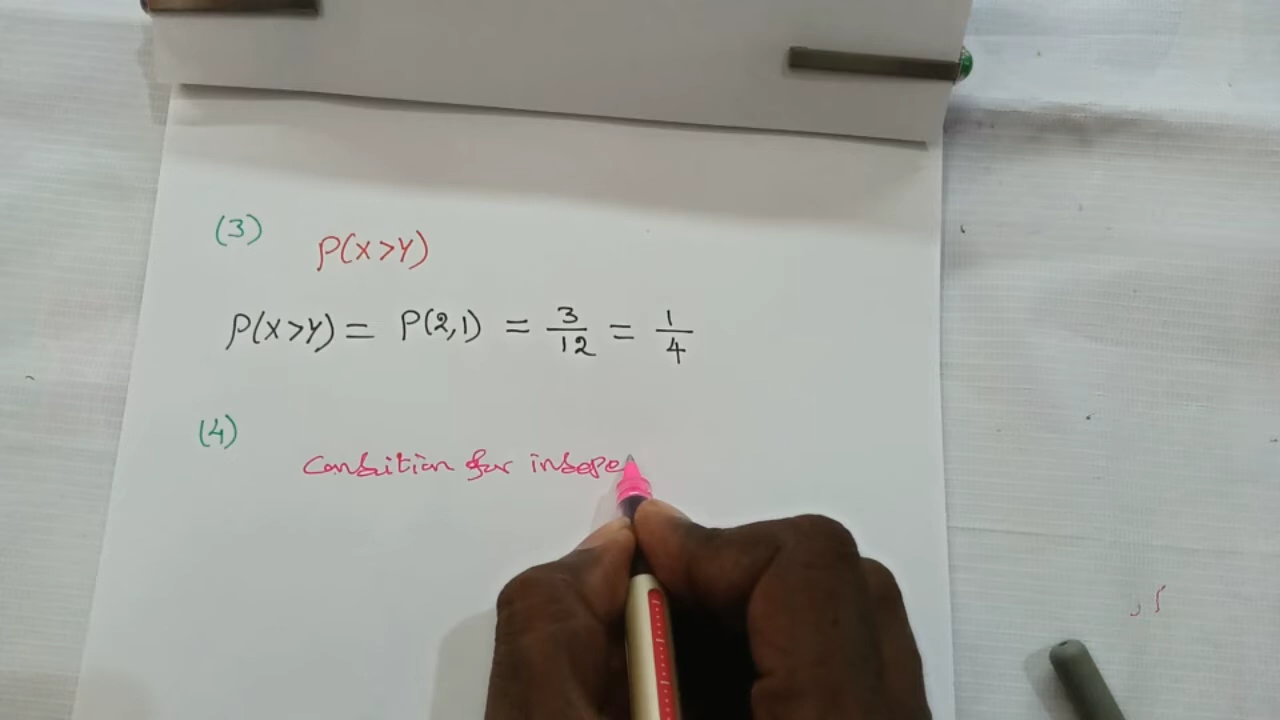 (3) P(X>Y)
P(X>Y) = P(2,1) = 3/12 = 1/4
(4)
Condition for indepe